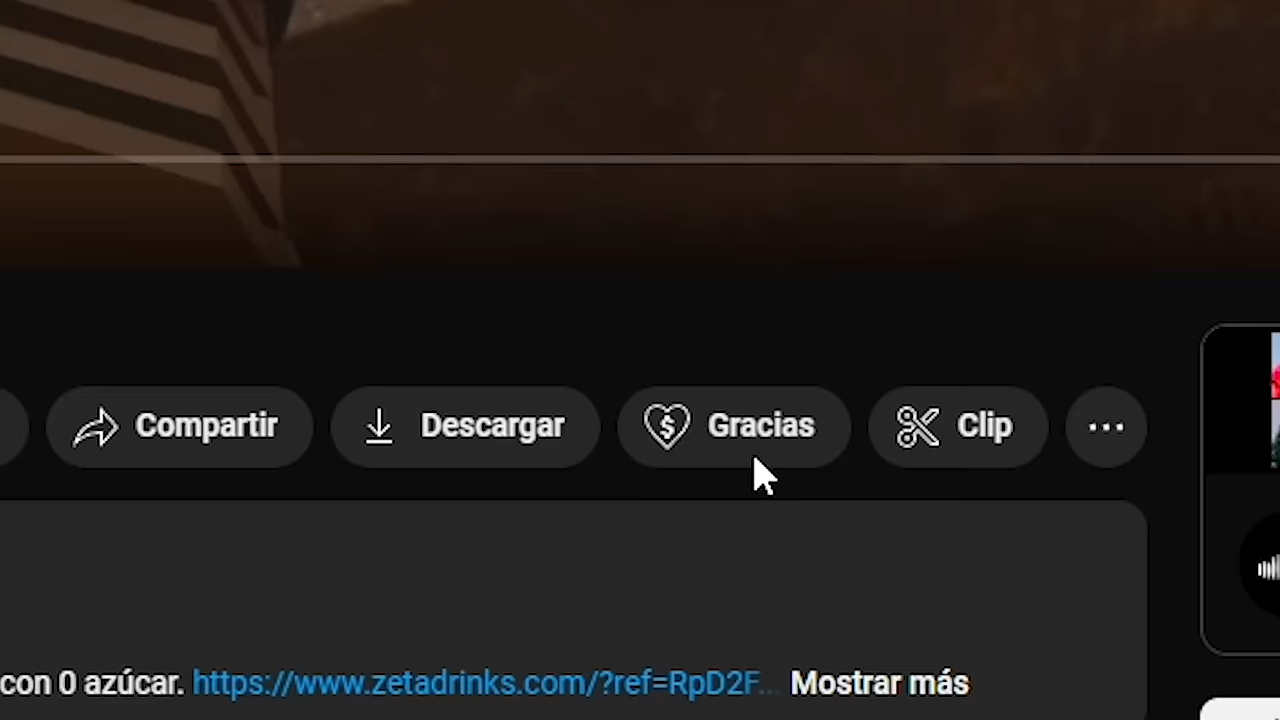 Compartir Descargar Gracias Clip
con 0 azúcar. https://www.zetadrinks.com/?ref=RpD2F... Mostrar más